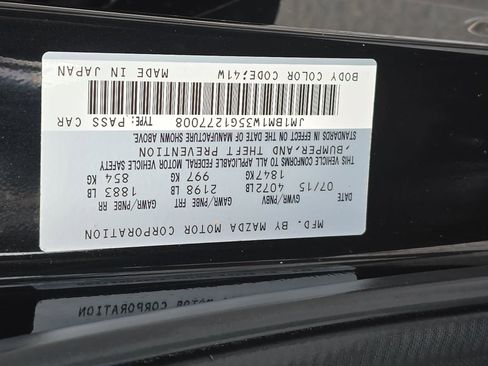 MFD. BY MAZDA MOTOR CORPORATION
DATE GVWR/PNBV GAWR/PNBE FRT GAWR/PNBE RR
07/15 4072LB 2198 LB 1883 LB
1847KG 997 KG 854 KG
THIS VEHICLE CONFORMS TO ALL APPLICABLE FEDERAL MOTOR VEHICLE SAFETY
,BUMPER,AND THEFT PREVENTION
STANDARDS IN EFFECT ON THE DATE OF MANUFACTURE SHOWN ABOVE.
JM1BM1W35G1277008 TYPE: PASS CAR
BODY COLOR CODE:41W MADE IN JAPAN
MOTOR CORPORATION